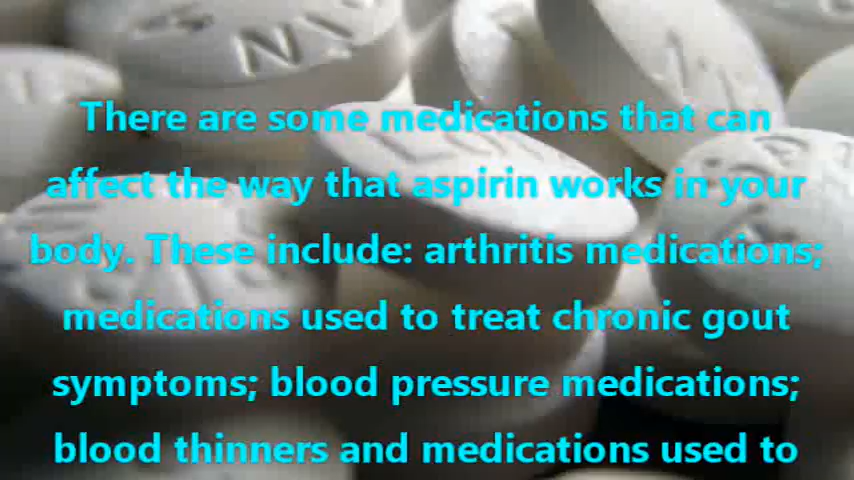 There are some medications that can
affect the way that aspirin works in your
body. These include: arthritis medications;
medications used to treat chronic gout
symptoms; blood pressure medications;
blood thinners and medications used to